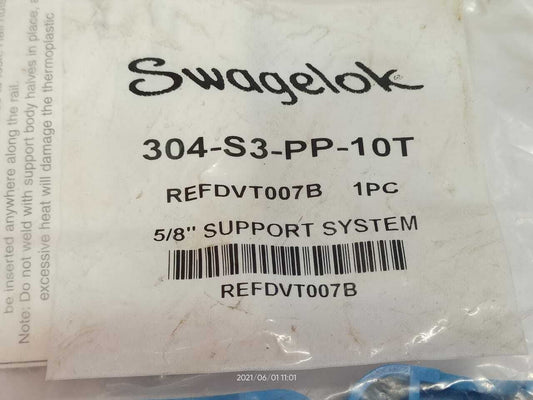 Swagelok®
304-S3-PP-10T
REFDVT007B 1PC
5/8" SUPPORT SYSTEM
REFDVT007B
be inserted anywhere along the rail.
Note: Do not weld with support body halves in place, a
excessive heat will damage the thermoplastic
2021/06/01 11:01